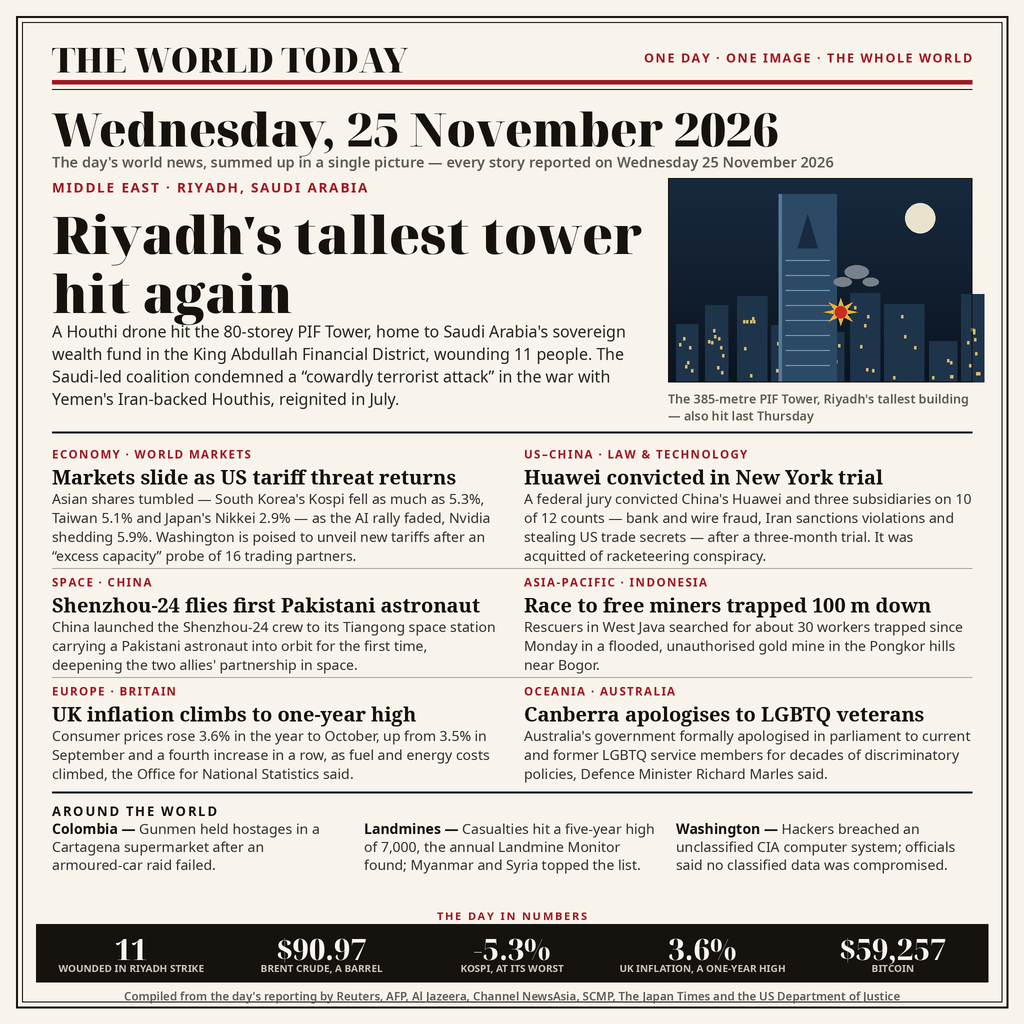 THE WORLD TODAY
ONE DAY · ONE IMAGE · THE WHOLE WORLD
Wednesday, 25 November 2026
The day's world news, summed up in a single picture — every story reported on Wednesday 25 November 2026
MIDDLE EAST · RIYADH, SAUDI ARABIA
Riyadh's tallest tower
hit again
A Houthi drone hit the 80-storey PIF Tower, home to Saudi Arabia's sovereign
wealth fund in the King Abdullah Financial District, wounding 11 people. The
Saudi-led coalition condemned a “cowardly terrorist attack” in the war with
Yemen's Iran-backed Houthis, reignited in July.
The 385-metre PIF Tower, Riyadh's tallest building
— also hit last Thursday
ECONOMY · WORLD MARKETS
Markets slide as US tariff threat returns
Asian shares tumbled — South Korea's Kospi fell as much as 5.3%,
Taiwan 5.1% and Japan's Nikkei 2.9% — as the AI rally faded, Nvidia
shedding 5.9%. Washington is poised to unveil new tariffs after an
“excess capacity” probe of 16 trading partners.
US–CHINA · LAW & TECHNOLOGY
Huawei convicted in New York trial
A federal jury convicted China's Huawei and three subsidiaries on 10
of 12 counts — bank and wire fraud, Iran sanctions violations and
stealing US trade secrets — after a three-month trial. It was
acquitted of racketeering conspiracy.
SPACE · CHINA
Shenzhou-24 flies first Pakistani astronaut
China launched the Shenzhou-24 crew to its Tiangong space station
carrying a Pakistani astronaut into orbit for the first time,
deepening the two allies' partnership in space.
ASIA-PACIFIC · INDONESIA
Race to free miners trapped 100 m down
Rescuers in West Java searched for about 30 workers trapped since
Monday in a flooded, unauthorised gold mine in the Pongkor hills
near Bogor.
EUROPE · BRITAIN
UK inflation climbs to one-year high
Consumer prices rose 3.6% in the year to October, up from 3.5% in
September and a fourth increase in a row, as fuel and energy costs
climbed, the Office for National Statistics said.
OCEANIA · AUSTRALIA
Canberra apologises to LGBTQ veterans
Australia's government formally apologised in parliament to current
and former LGBTQ service members for decades of discriminatory
policies, Defence Minister Richard Marles said.
AROUND THE WORLD
Colombia — Gunmen held hostages in a
Cartagena supermarket after an
armoured-car raid failed.
Landmines — Casualties hit a five-year high
of 7,000, the annual Landmine Monitor
found; Myanmar and Syria topped the list.
Washington — Hackers breached an
unclassified CIA computer system; officials
said no classified data was compromised.
THE DAY IN NUMBERS
11
WOUNDED IN RIYADH STRIKE
$90.97
BRENT CRUDE, A BARREL
-5.3%
KOSPI, AT ITS WORST
3.6%
UK INFLATION, A ONE-YEAR HIGH
$59,257
BITCOIN
Compiled from the day's reporting by Reuters, AFP, Al Jazeera, Channel NewsAsia, SCMP, The Japan Times and the US Department of Justice